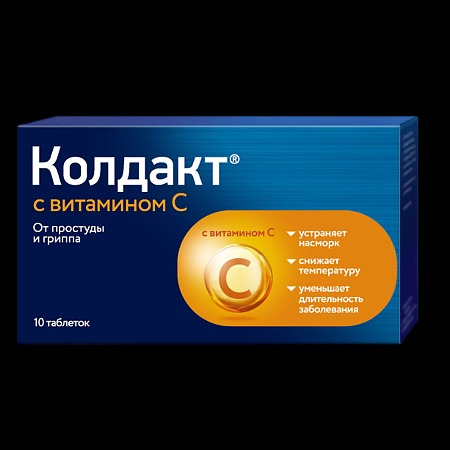 Колдакт®
с витамином С
От простуды
и гриппа
10 таблеток
с витамином С
С
устраняет
насморк
снижает
температуру
уменьшает
длительность
заболевания